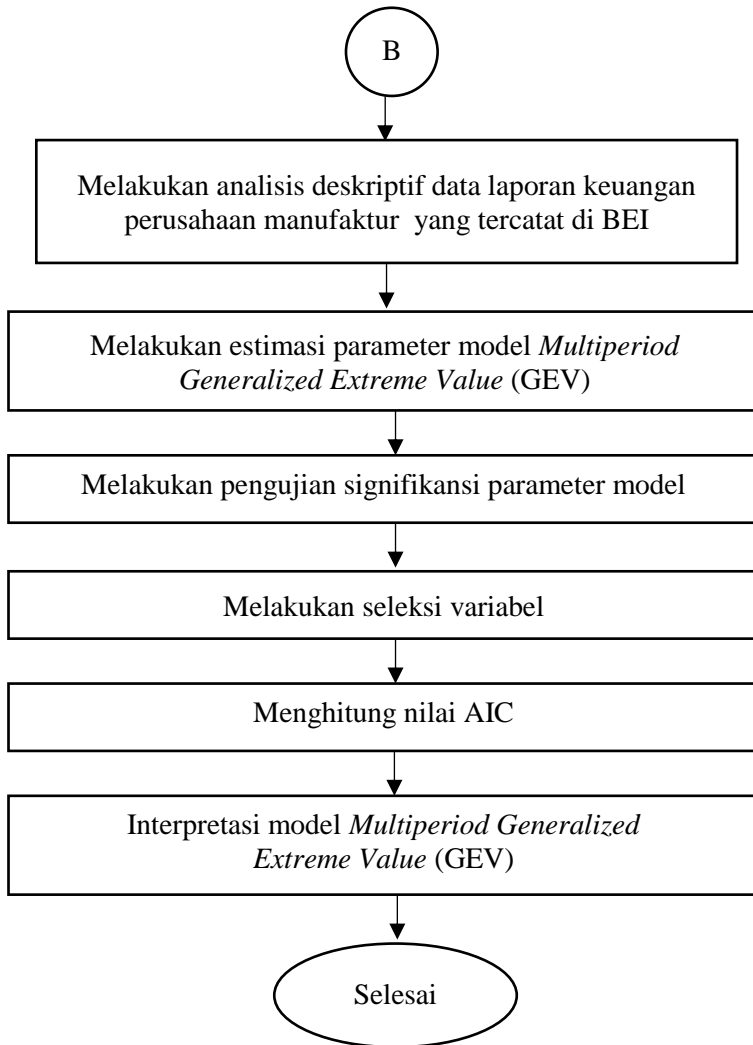 B
Melakukan analisis deskriptif data laporan keuangan
perusahaan manufaktur yang tercatat di BEI
Melakukan estimasi parameter model Multiperiod
Generalized Extreme Value (GEV)
Melakukan pengujian signifikansi parameter model
Melakukan seleksi variabel
Menghitung nilai AIC
Interpretasi model Multiperiod Generalized
Extreme Value (GEV)
Selesai